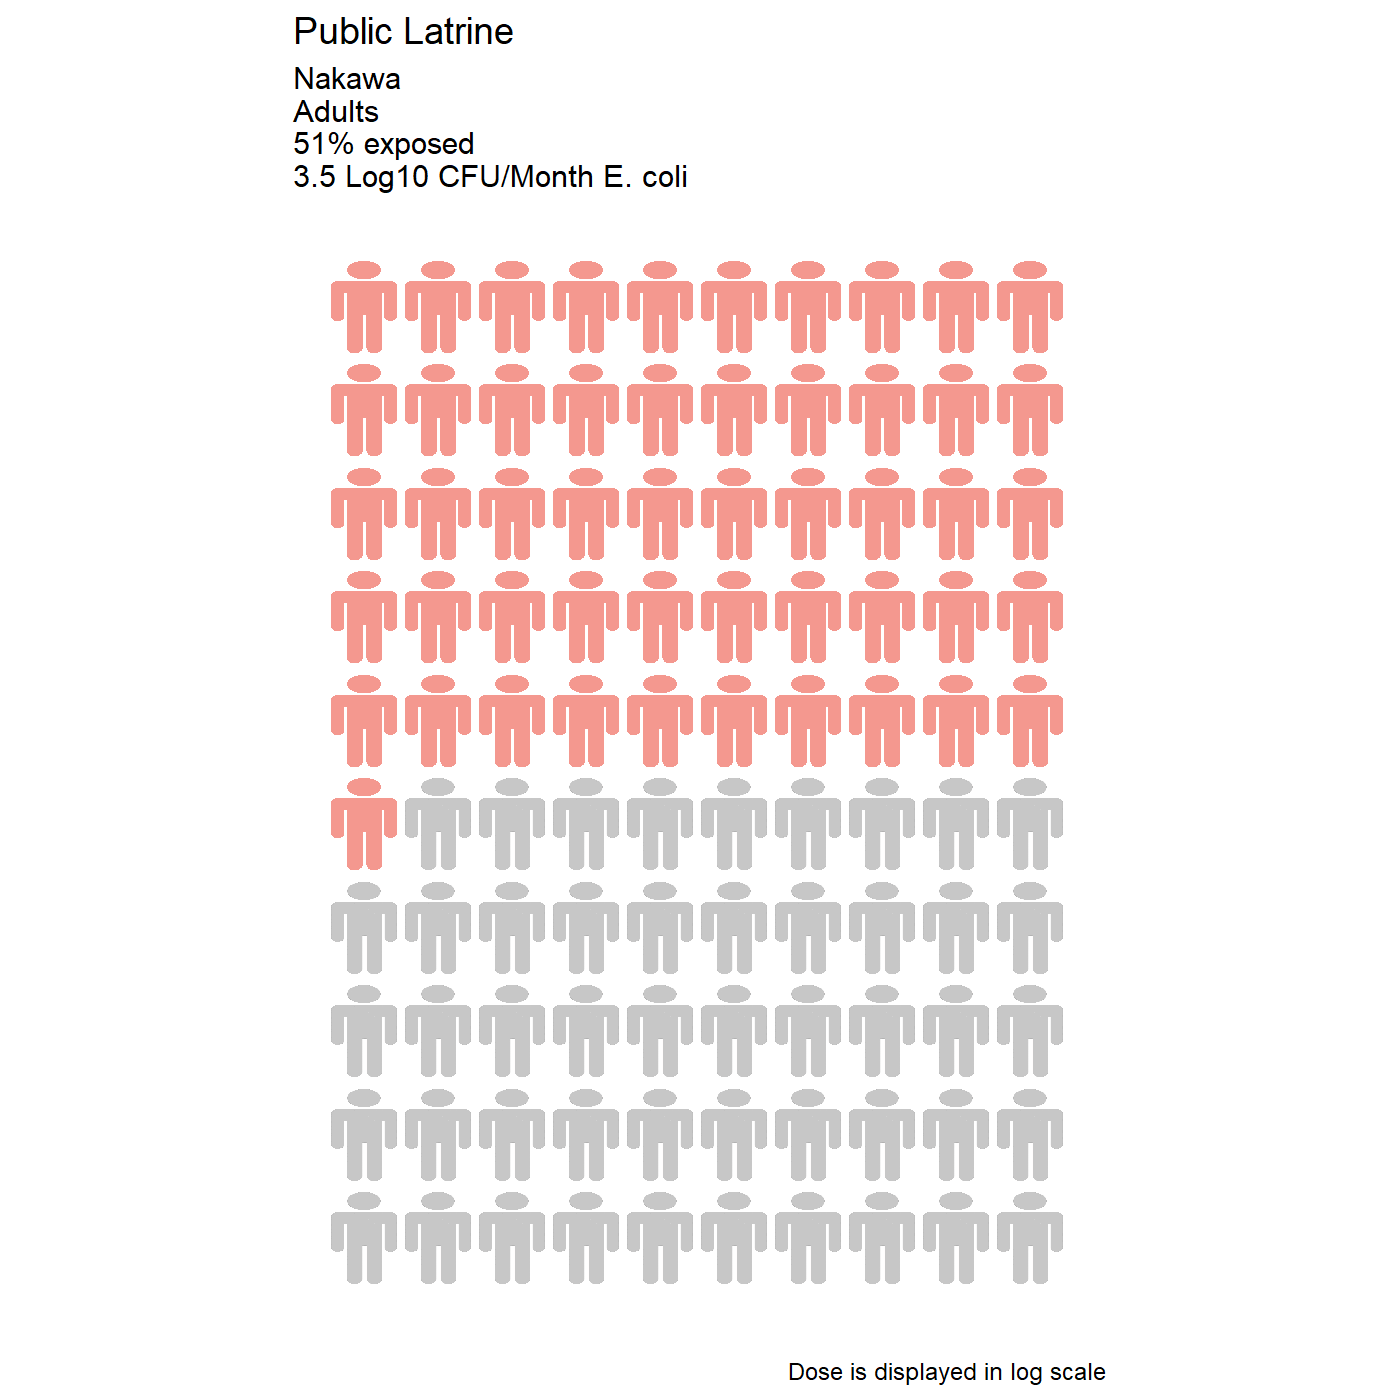 Public Latrine
Nakawa
Adults
51% exposed
3.5 Log10 CFU/Month E. coli
Dose is displayed in log scale